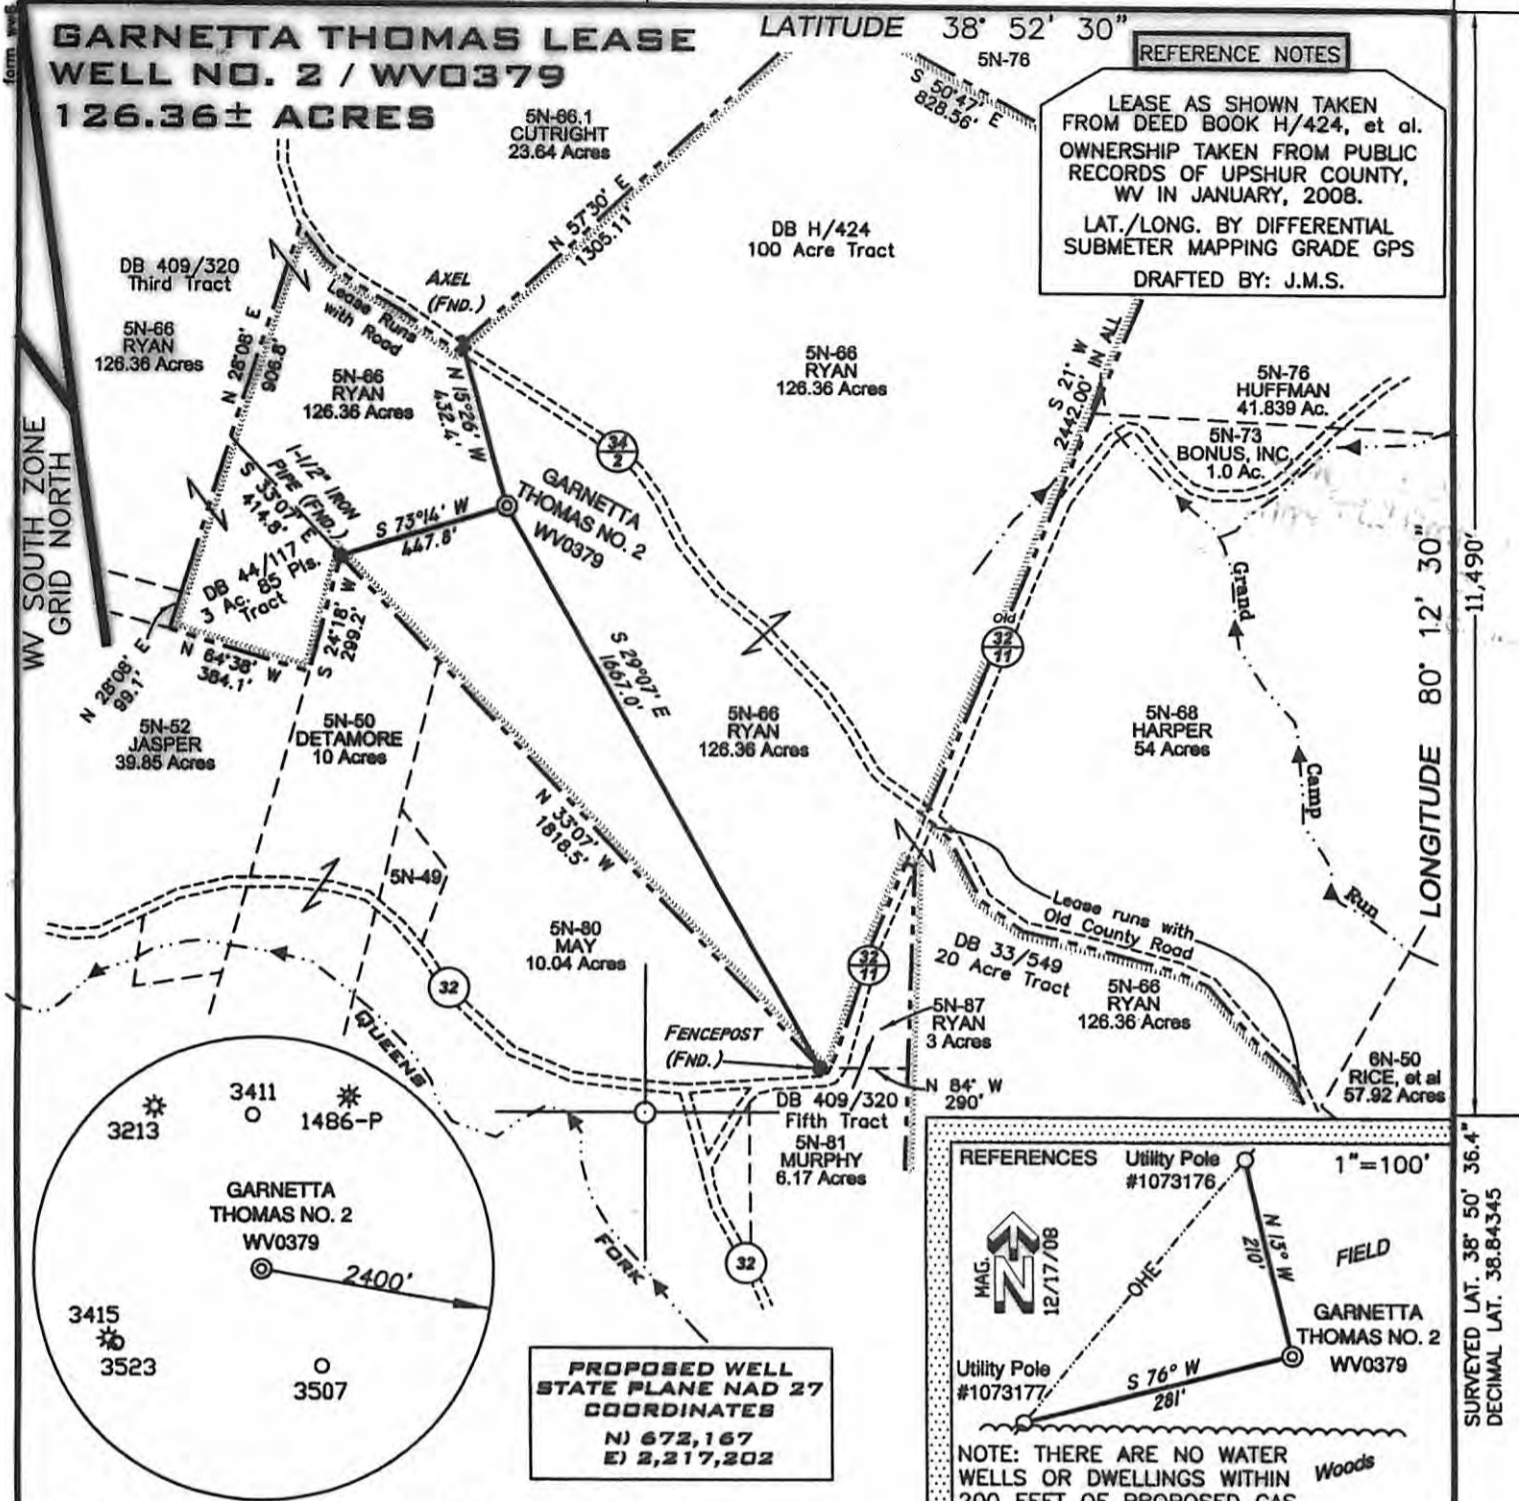 GARNETTA THOMAS LEASE
WELL NO. 2 / WV0379
126.36± ACRES
LATITUDE 38° 52' 30"
5N-76
S 50°47' E
828.56'
REFERENCE NOTES
LEASE AS SHOWN TAKEN
FROM DEED BOOK H/424, et al.
OWNERSHIP TAKEN FROM PUBLIC
RECORDS OF UPSHUR COUNTY,
WV IN JANUARY, 2008.
LAT./LONG. BY DIFFERENTIAL
SUBMETER MAPPING GRADE GPS
DRAFTED BY: J.M.S.
5N-66.1
CUTRIGHT
23.64 Acres
N 57°30' E
1305.11'
DB H/424
100 Acre Tract
DB 409/320
Third Tract
5N-66
RYAN
126.36 Acres
N 28°08' E
906.8'
Lease Runs
with Road
AXEL
(FND.)
5N-66
RYAN
126.36 Acres
N 15°26' W
432.4'
5N-66
RYAN
126.36 Acres
S 21° W
2442.00' IN ALL
5N-76
HUFFMAN
41.839 Ac.
5N-73
BONUS, INC.
1.0 Ac.
34
2
WV SOUTH ZONE
GRID NORTH
1-1/2" IRON
PIPE (FND.)
S 33°07' E
414.8'
S 73°14' W
447.8'
GARNETTA
THOMAS NO. 2
WV0379
DB 44/117
3 Ac. 85 Pls.
Tract
S 24°18' W
299.2'
N 64°38' W
384.1'
N 28°08' E
99.1'
S 29°07' E
1667.0'
Old
32
11
Grand
Camp
Run
LONGITUDE 80° 12' 30"
11,490'
5N-52
JASPER
39.85 Acres
5N-50
DETAMORE
10 Acres
5N-66
RYAN
126.36 Acres
5N-68
HARPER
54 Acres
N 33°07' W
1818.5'
5N-49
5N-80
MAY
10.04 Acres
32
QUEENS
FORK
32
11
Lease runs with
Old County Road
DB 33/549
20 Acre Tract
5N-66
RYAN
126.36 Acres
5N-87
RYAN
3 Acres
FENCEPOST
(FND.)
N 84° W
290'
DB 409/320
Fifth Tract
5N-81
MURPHY
6.17 Acres
6N-50
RICE, et al
57.92 Acres
32
3213
3411
1486-P
GARNETTA
THOMAS NO. 2
WV0379
2400'
3415
3523
3507
PROPOSED WELL
STATE PLANE NAD 27
COORDINATES
N) 672,167
E) 2,217,202
REFERENCES
Utility Pole
#1073176
1"=100'
MAG.
N
12/17/08
OHE
N 13° W
210'
FIELD
GARNETTA
THOMAS NO. 2
WV0379
Utility Pole
#1073177
S 76° W
281'
Woods
NOTE: THERE ARE NO WATER
WELLS OR DWELLINGS WITHIN
200 FEET OF PROPOSED GAS
SURVEYED LAT. 38° 50' 36.4"
DECIMAL LAT. 38.84345